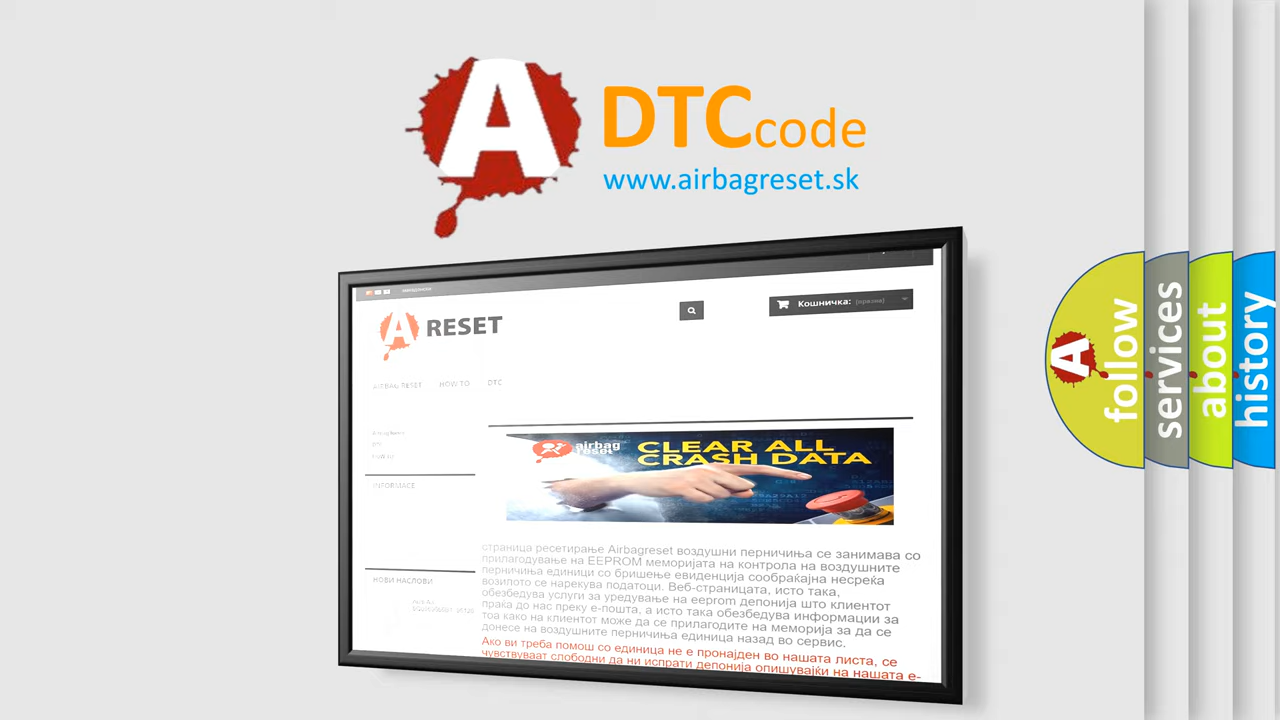 A DTC code
www.airbagreset.sk
A RESET
Кошничка: (празна)
AIRBAG RESET HOW TO DTC
airbag reset
CLEAR ALL
CRASH DATA
INFORMACE
НОВИ НАСЛОВИ
страница ресетирање Airbagreset воздушни перничиња се занимава со
прилагодување на EEPROM меморијата на контрола на воздушните
перничиња единици со бришење евиденција сообраќајна несреќа
возилото се нарекува податоци. Веб-страницата, исто така,
обезбедува услуги за уредување на eeprom депонија што клиентот
праќа до нас преку е-пошта, а исто така обезбедува информации за
тоа како на клиентот може да се прилагодите на меморија за да се
донесе на воздушните перничиња единица назад во сервис.
Ако ви треба помош со единица не е пронајден во нашата листа, се
чувствуваат слободни да ни испрати депонија опишувајќи на нашата е-
A follow
services
about
history